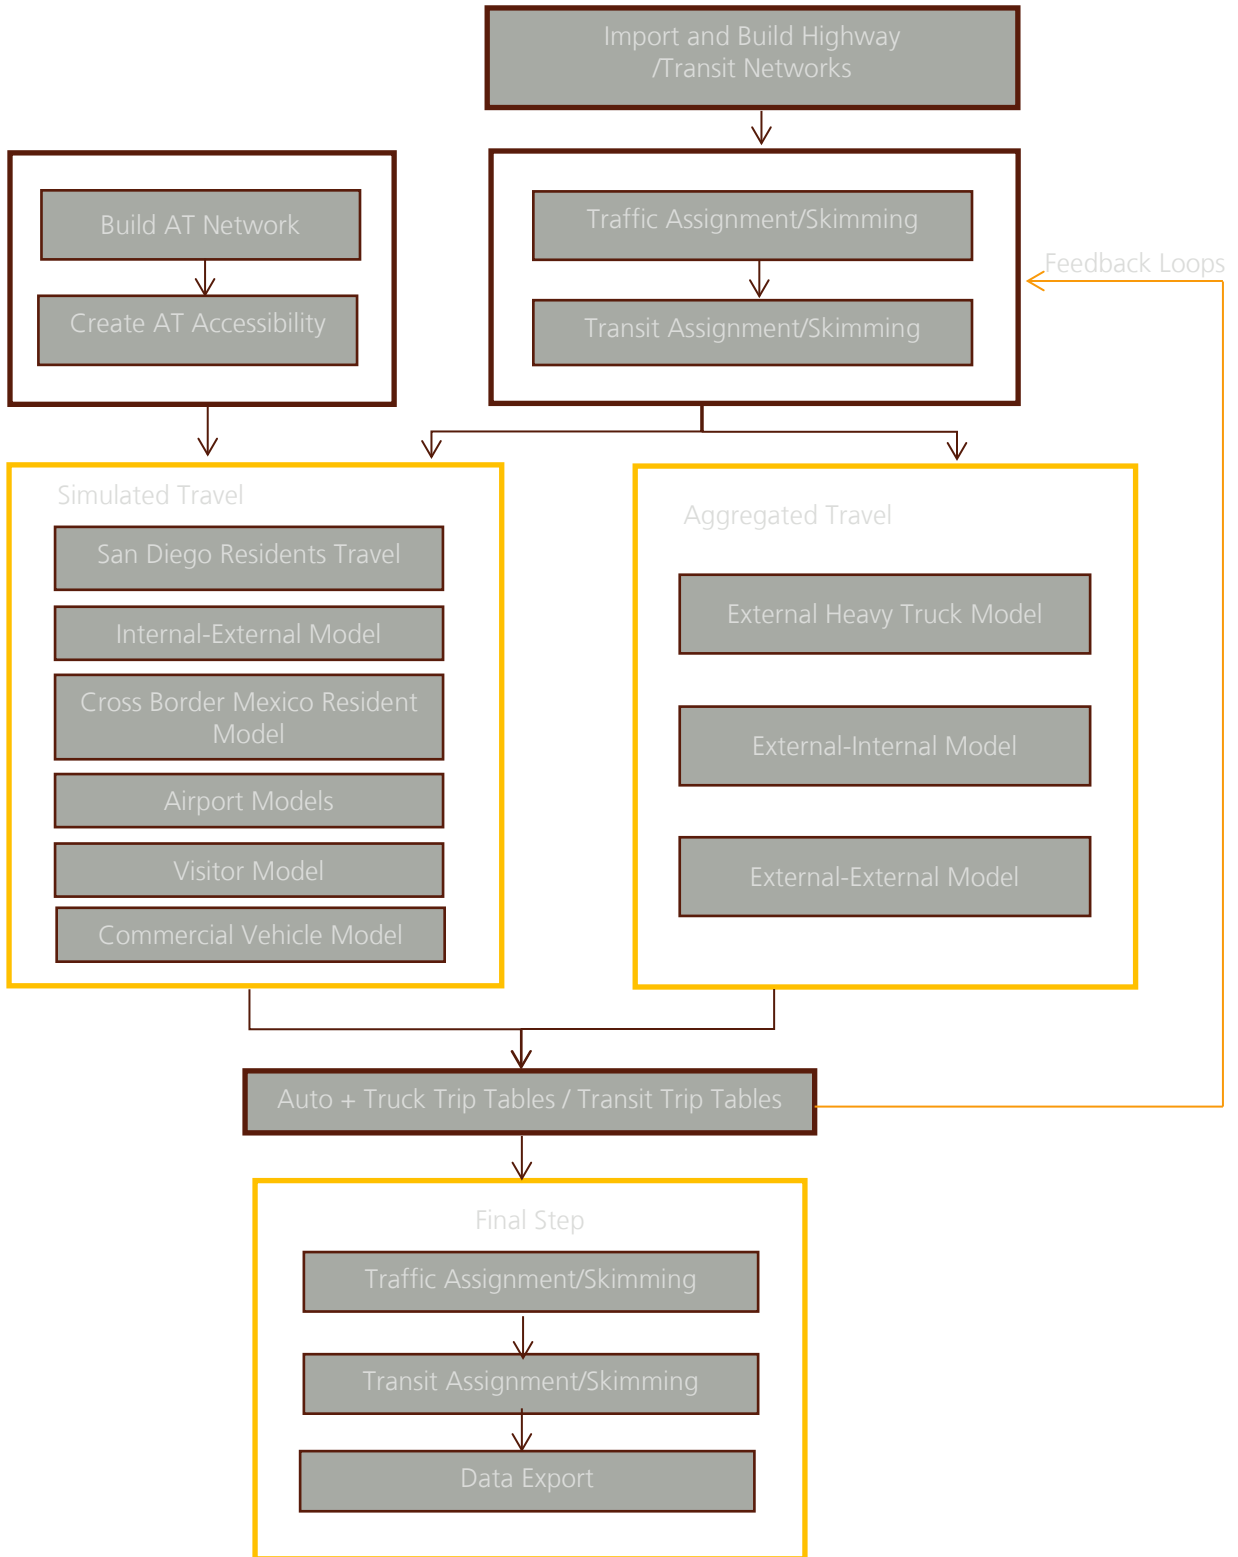 Import and Build Highway
/Transit Networks
Build AT Network
Create AT Accessibility
Traffic Assignment/Skimming
Transit Assignment/Skimming
Feedback Loops
Simulated Travel
San Diego Residents Travel
Internal-External Model
Cross Border Mexico Resident
Model
Airport Models
Visitor Model
Commercial Vehicle Model
Aggregated Travel
External Heavy Truck Model
External-Internal Model
External-External Model
Auto + Truck Trip Tables / Transit Trip Tables
Final Step
Traffic Assignment/Skimming
Transit Assignment/Skimming
Data Export